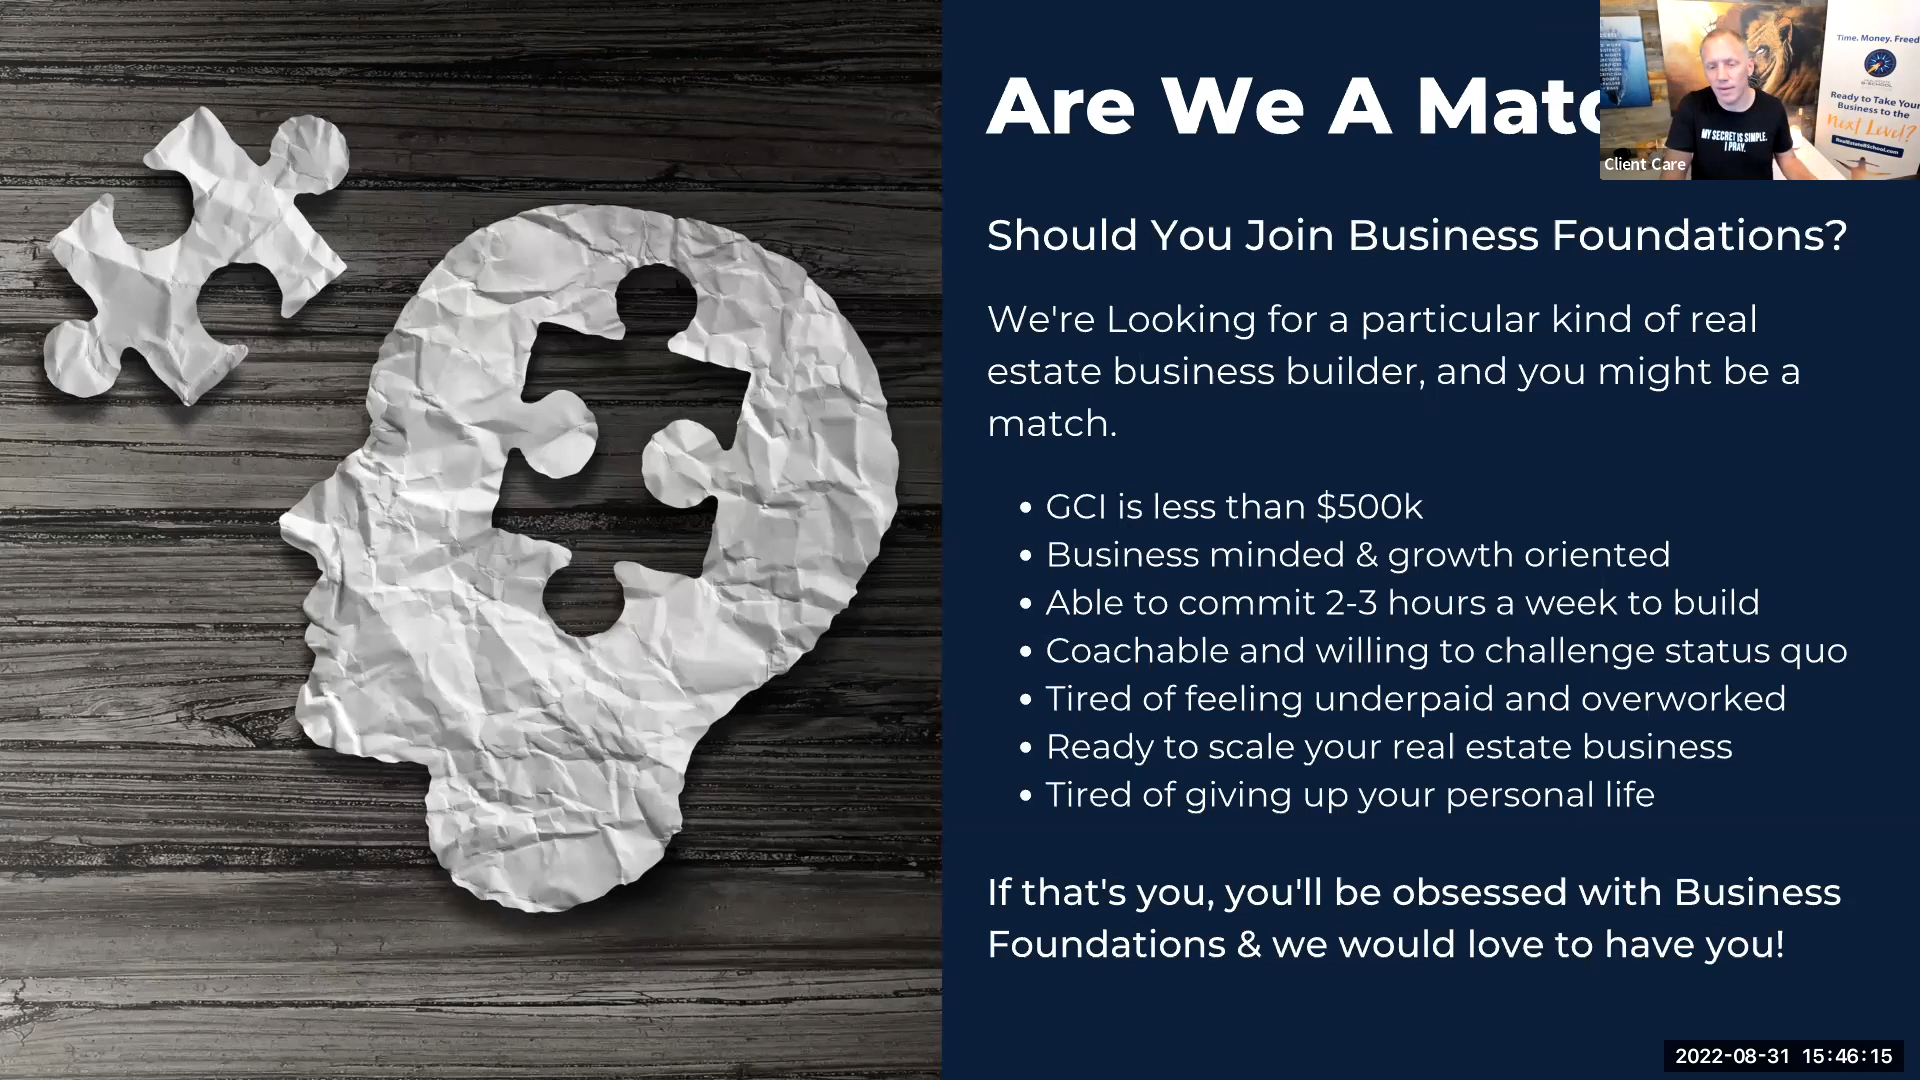 Are We A Matc
Should You Join Business Foundations?
We're Looking for a particular kind of real
estate business builder, and you might be a
match.
• GCI is less than $500k
• Business minded & growth oriented
• Able to commit 2-3 hours a week to build
• Coachable and willing to challenge status quo
• Tired of feeling underpaid and overworked
• Ready to scale your real estate business
• Tired of giving up your personal life
If that's you, you'll be obsessed with Business
Foundations & we would love to have you!
MY SECRET IS SIMPLE.
I PRAY.
Client Care
Time. Money. Freed
B-SCHOOL
Ready to Take Your
Business to the
Next Level?
RealEstateBSchool.com
2022-08-31 15:46:15